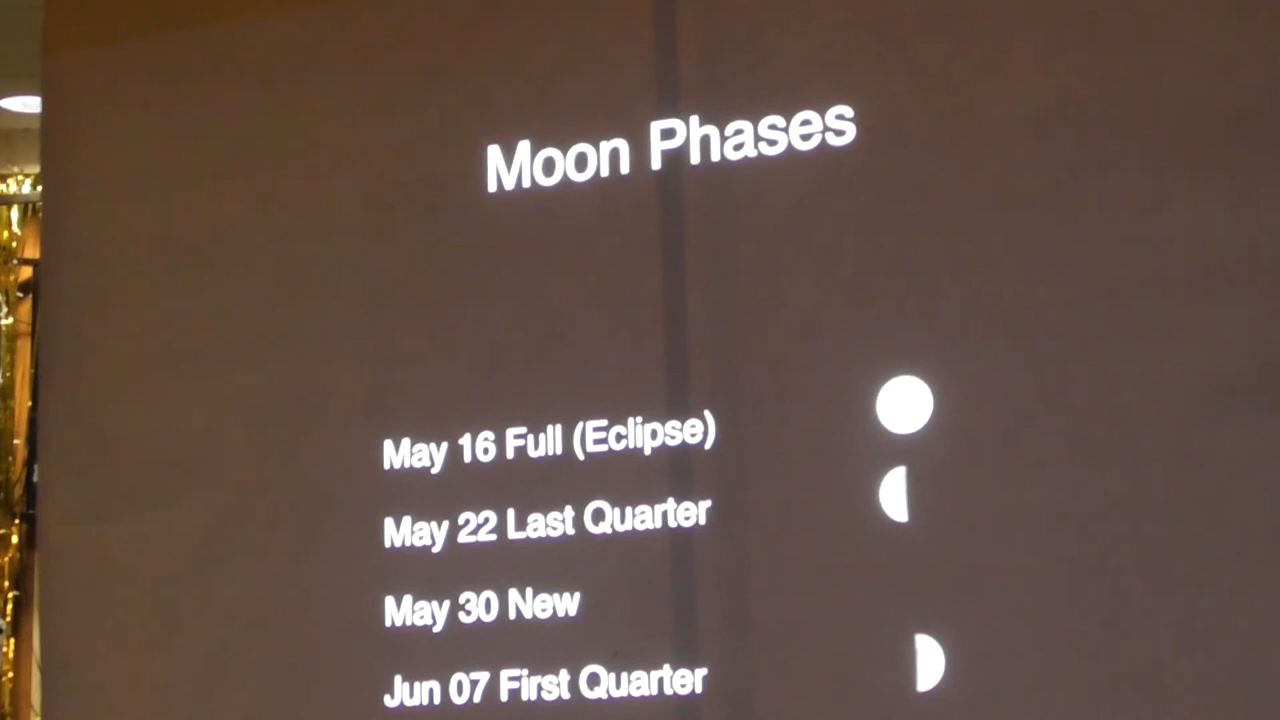 Moon Phases
May 16 Full (Eclipse)
May 22 Last Quarter
May 30 New
Jun 07 First Quarter